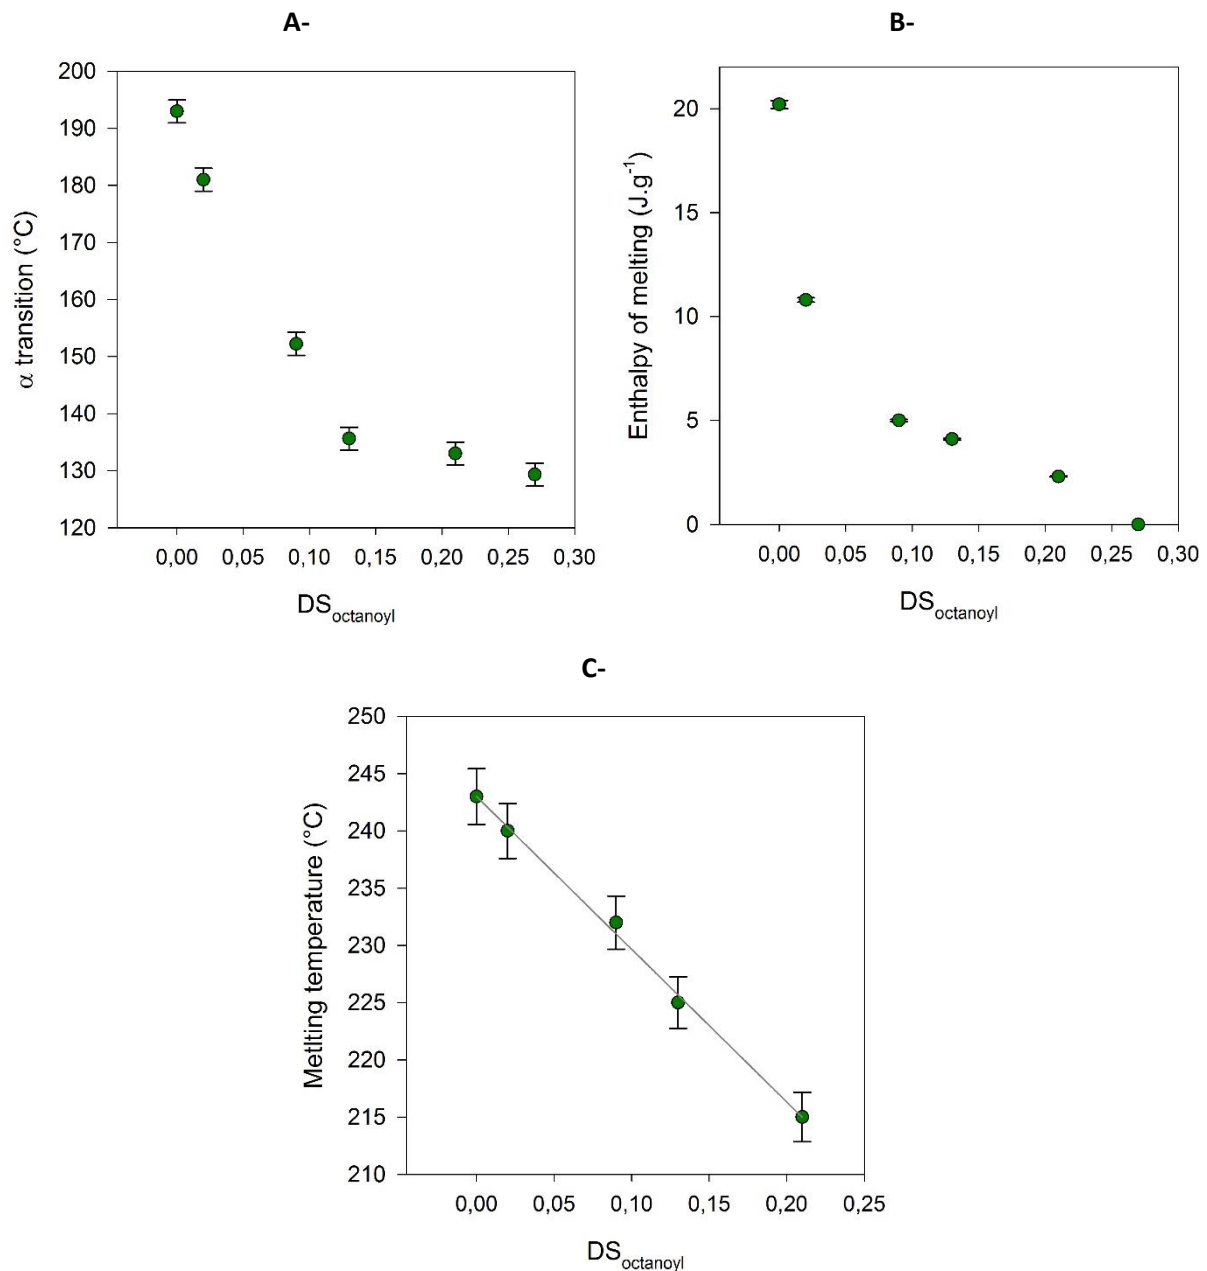 A-
200
190
180
170
160
150
140
130
120
α transition (°C)
0,00 0,05 0,10 0,15 0,20 0,25 0,30
DSoctanoyl
B-
20
15
10
5
0
Enthalpy of melting (J.g-1)
0,00 0,05 0,10 0,15 0,20 0,25 0,30
DSoctanoyl
C-
250
245
240
235
230
225
220
215
210
Metlting temperature (°C)
0,00 0,05 0,10 0,15 0,20 0,25
DSoctanoyl